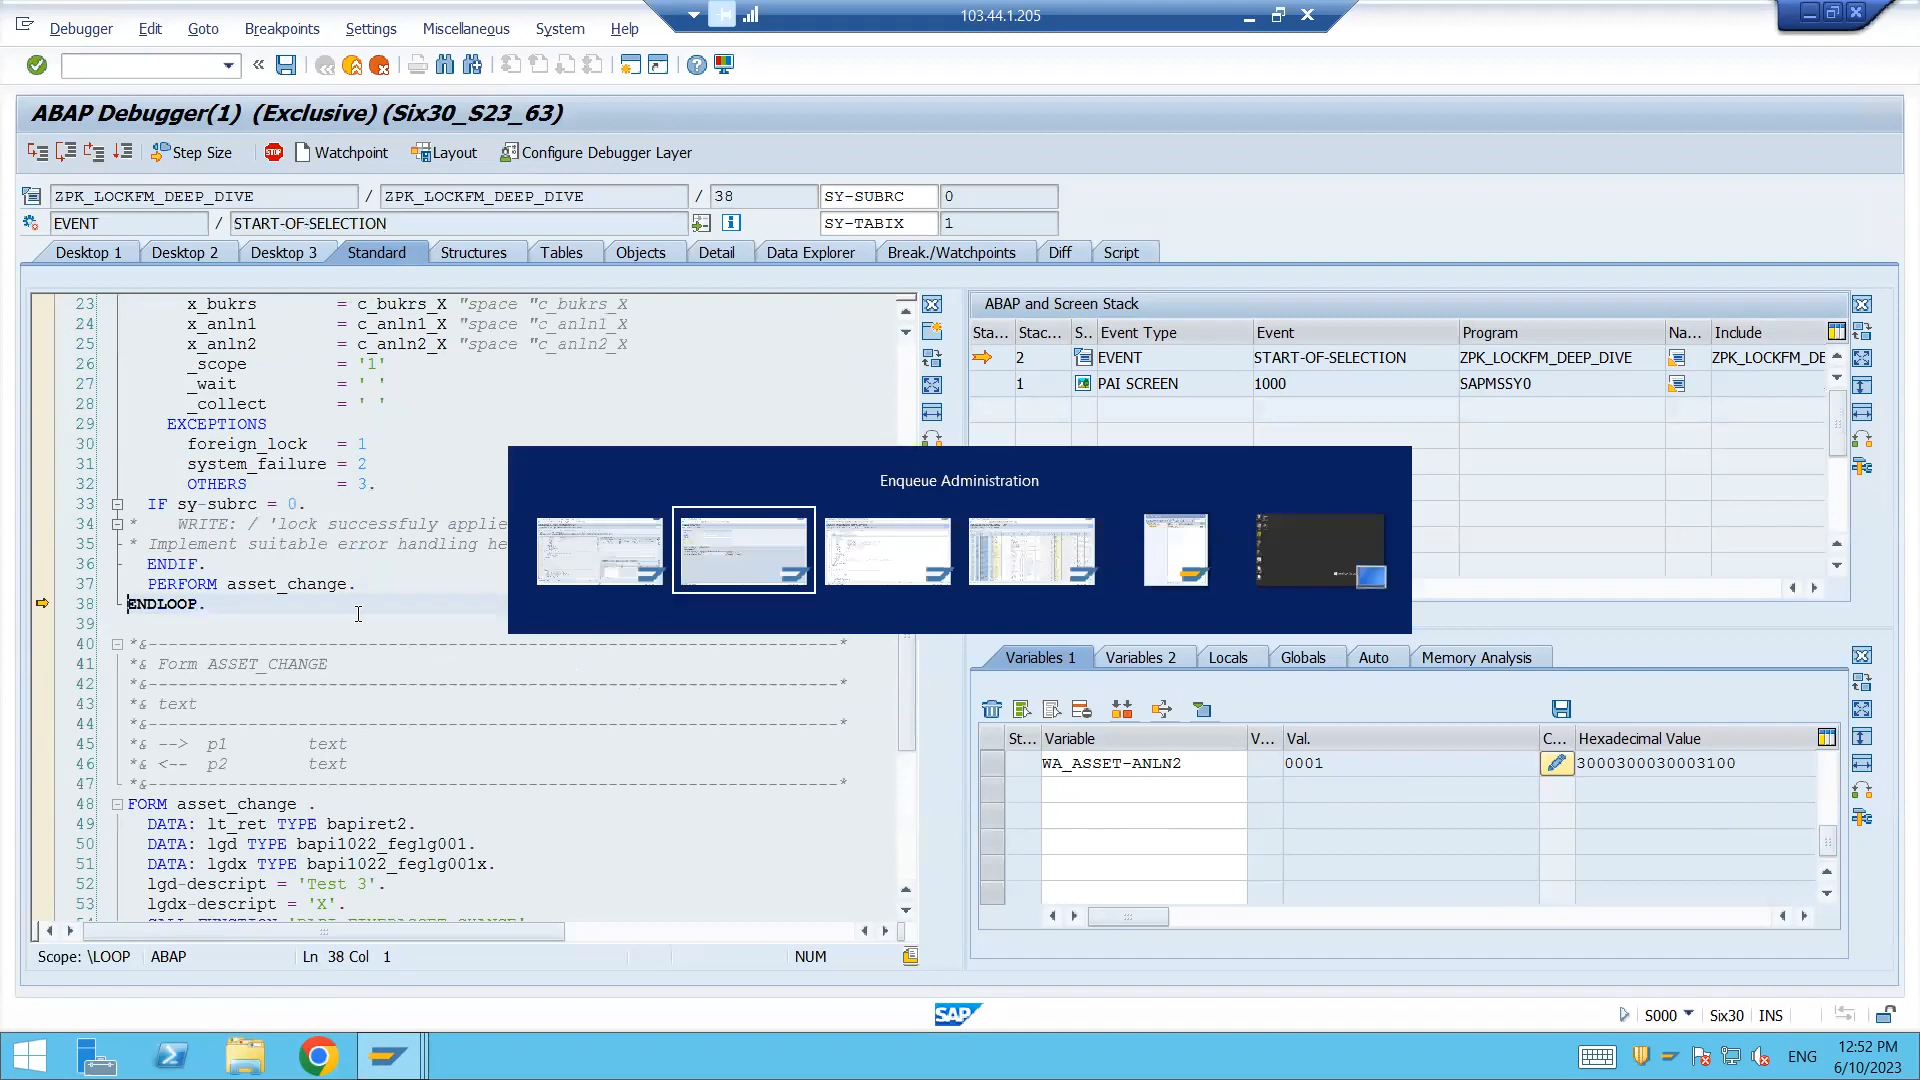 103.44.1.205
Debugger Edit Goto Breakpoints Settings Miscellaneous System Help
ABAP Debugger(1) (Exclusive) (Six30_S23_63)
Step Size STOP Watchpoint Layout Configure Debugger Layer
ZPK_LOCKFM_DEEP_DIVE / ZPK_LOCKFM_DEEP_DIVE / 38 SY-SUBRC 0
EVENT / START-OF-SELECTION SY-TABIX 1
Desktop 1 Desktop 2 Desktop 3 Standard Structures Tables Objects Detail Data Explorer Break./Watchpoints Diff Script
23 x_bukrs = c_bukrs_X "space "c_bukrs_X
24 x_anln1 = c_anln1_X "space "c_anln1_X
25 x_anln2 = c_anln2_X "space "c_anln2_X
26 _scope = '1'
27 _wait = ' '
28 _collect = ' '
29 EXCEPTIONS
30 foreign_lock = 1
31 system_failure = 2
32 OTHERS = 3.
33 IF sy-subrc = 0.
34 * WRITE: / 'lock successfuly applie
35 * Implement suitable error handling he
36 ENDIF.
37 PERFORM asset_change.
38 ENDLOOP.
39
40 *&---------------------------------------------------------------------*
41 *& Form ASSET_CHANGE
42 *&---------------------------------------------------------------------*
43 *& text
44 *&---------------------------------------------------------------------*
45 *& --> p1 text
46 *& <-- p2 text
47 *&---------------------------------------------------------------------*
48 FORM asset_change .
49 DATA: lt_ret TYPE bapiret2.
50 DATA: lgd TYPE bapi1022_feglg001.
51 DATA: lgdx TYPE bapi1022_feglg001x.
52 lgd-descript = 'Test 3'.
53 lgdx-descript = 'X'.
Scope: \LOOP ABAP Ln 38 Col 1 NUM
ABAP and Screen Stack
Sta... Stac... S.. Event Type Event Program Na... Include
2 EVENT START-OF-SELECTION ZPK_LOCKFM_DEEP_DIVE ZPK_LOCKFM_DE
1 PAI SCREEN 1000 SAPMSSY0
Enqueue Administration
Variables 1 Variables 2 Locals Globals Auto Memory Analysis
St... Variable V... Val. C... Hexadecimal Value
WA_ASSET-ANLN2 0001 3000300030003100
SAP
S000 Six30 INS
ENG
12:52 PM
6/10/2023